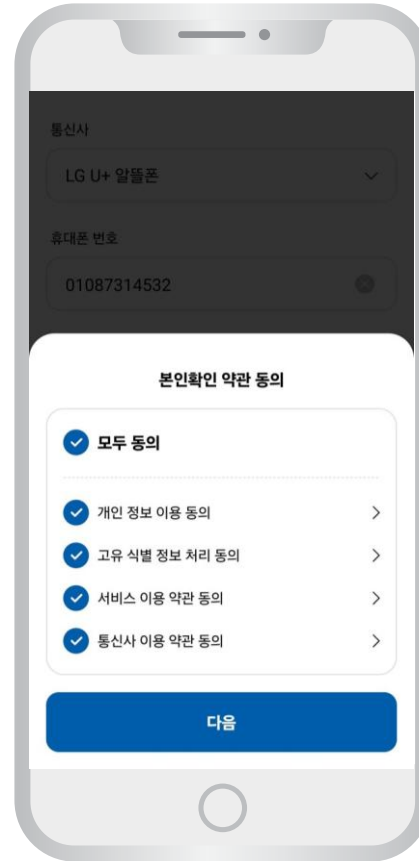 통신사
LG U+ 알뜰폰
휴대폰 번호
01087314532
본인확인 약관 동의
모두 동의
개인 정보 이용 동의
고유 식별 정보 처리 동의
서비스 이용 약관 동의
통신사 이용 약관 동의
다음